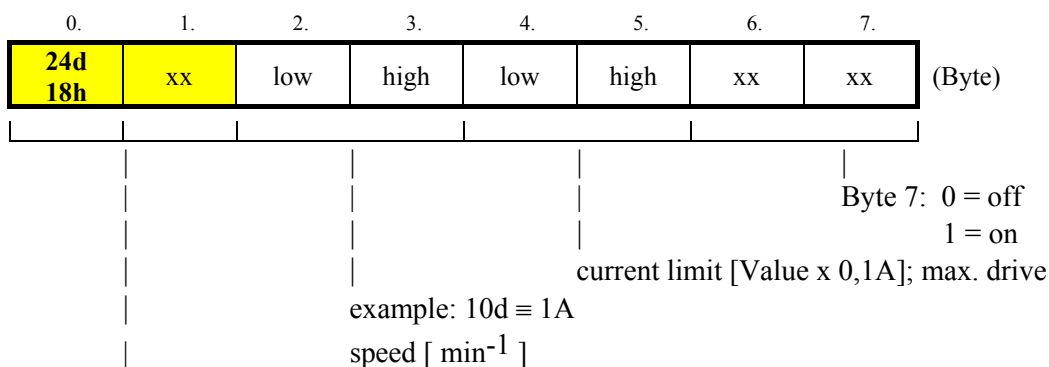 0. 1. 2. 3. 4. 5. 6. 7.
24d 18h xx low high low high xx xx (Byte)
Byte 7: 0 = off
1 = on
current limit [Value x 0,1A]; max. drive
example: 10d ≡ 1A
speed [ min-1 ]